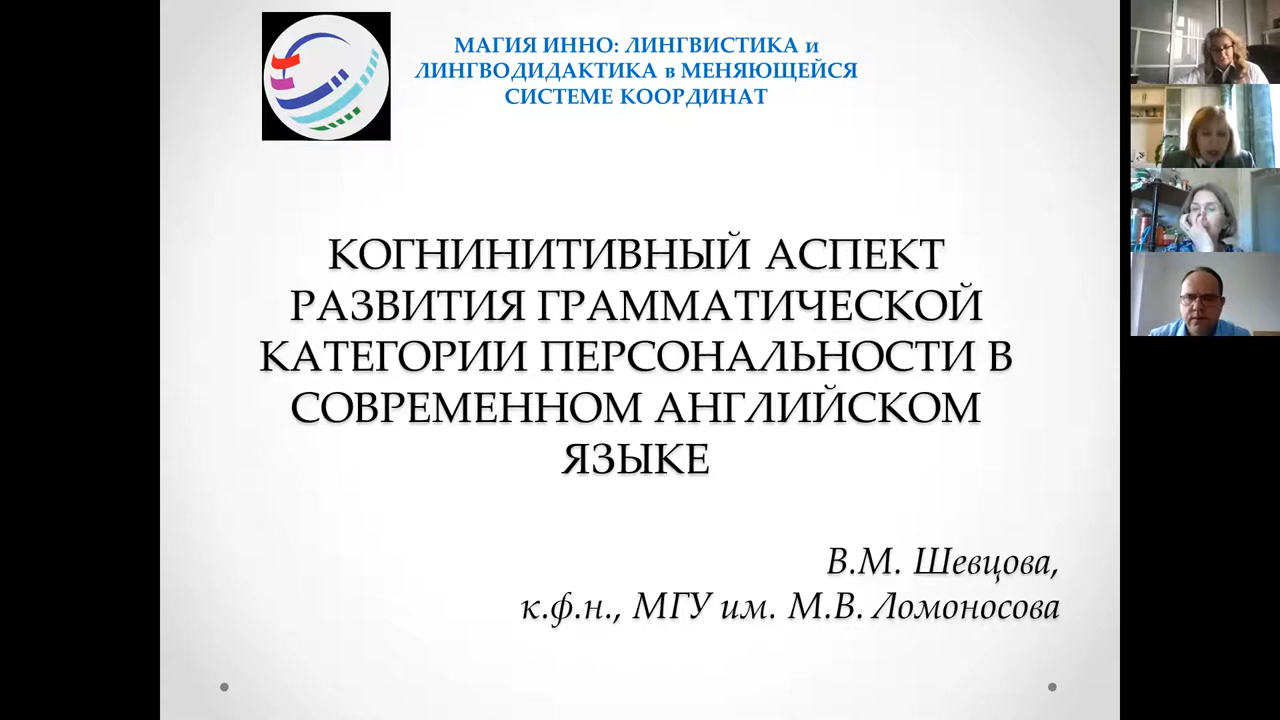 МАГИЯ ИННО: ЛИНГВИСТИКА и
ЛИНГВОДИДАКТИКА в МЕНЯЮЩЕЙСЯ
СИСТЕМЕ КООРДИНАТ
КОГНИНИТИВНЫЙ АСПЕКТ
РАЗВИТИЯ ГРАММАТИЧЕСКОЙ
КАТЕГОРИИ ПЕРСОНАЛЬНОСТИ В
СОВРЕМЕННОМ АНГЛИЙСКОМ
ЯЗЫКЕ
В.М. Шевцова,
к.ф.н., МГУ им. М.В. Ломоносова